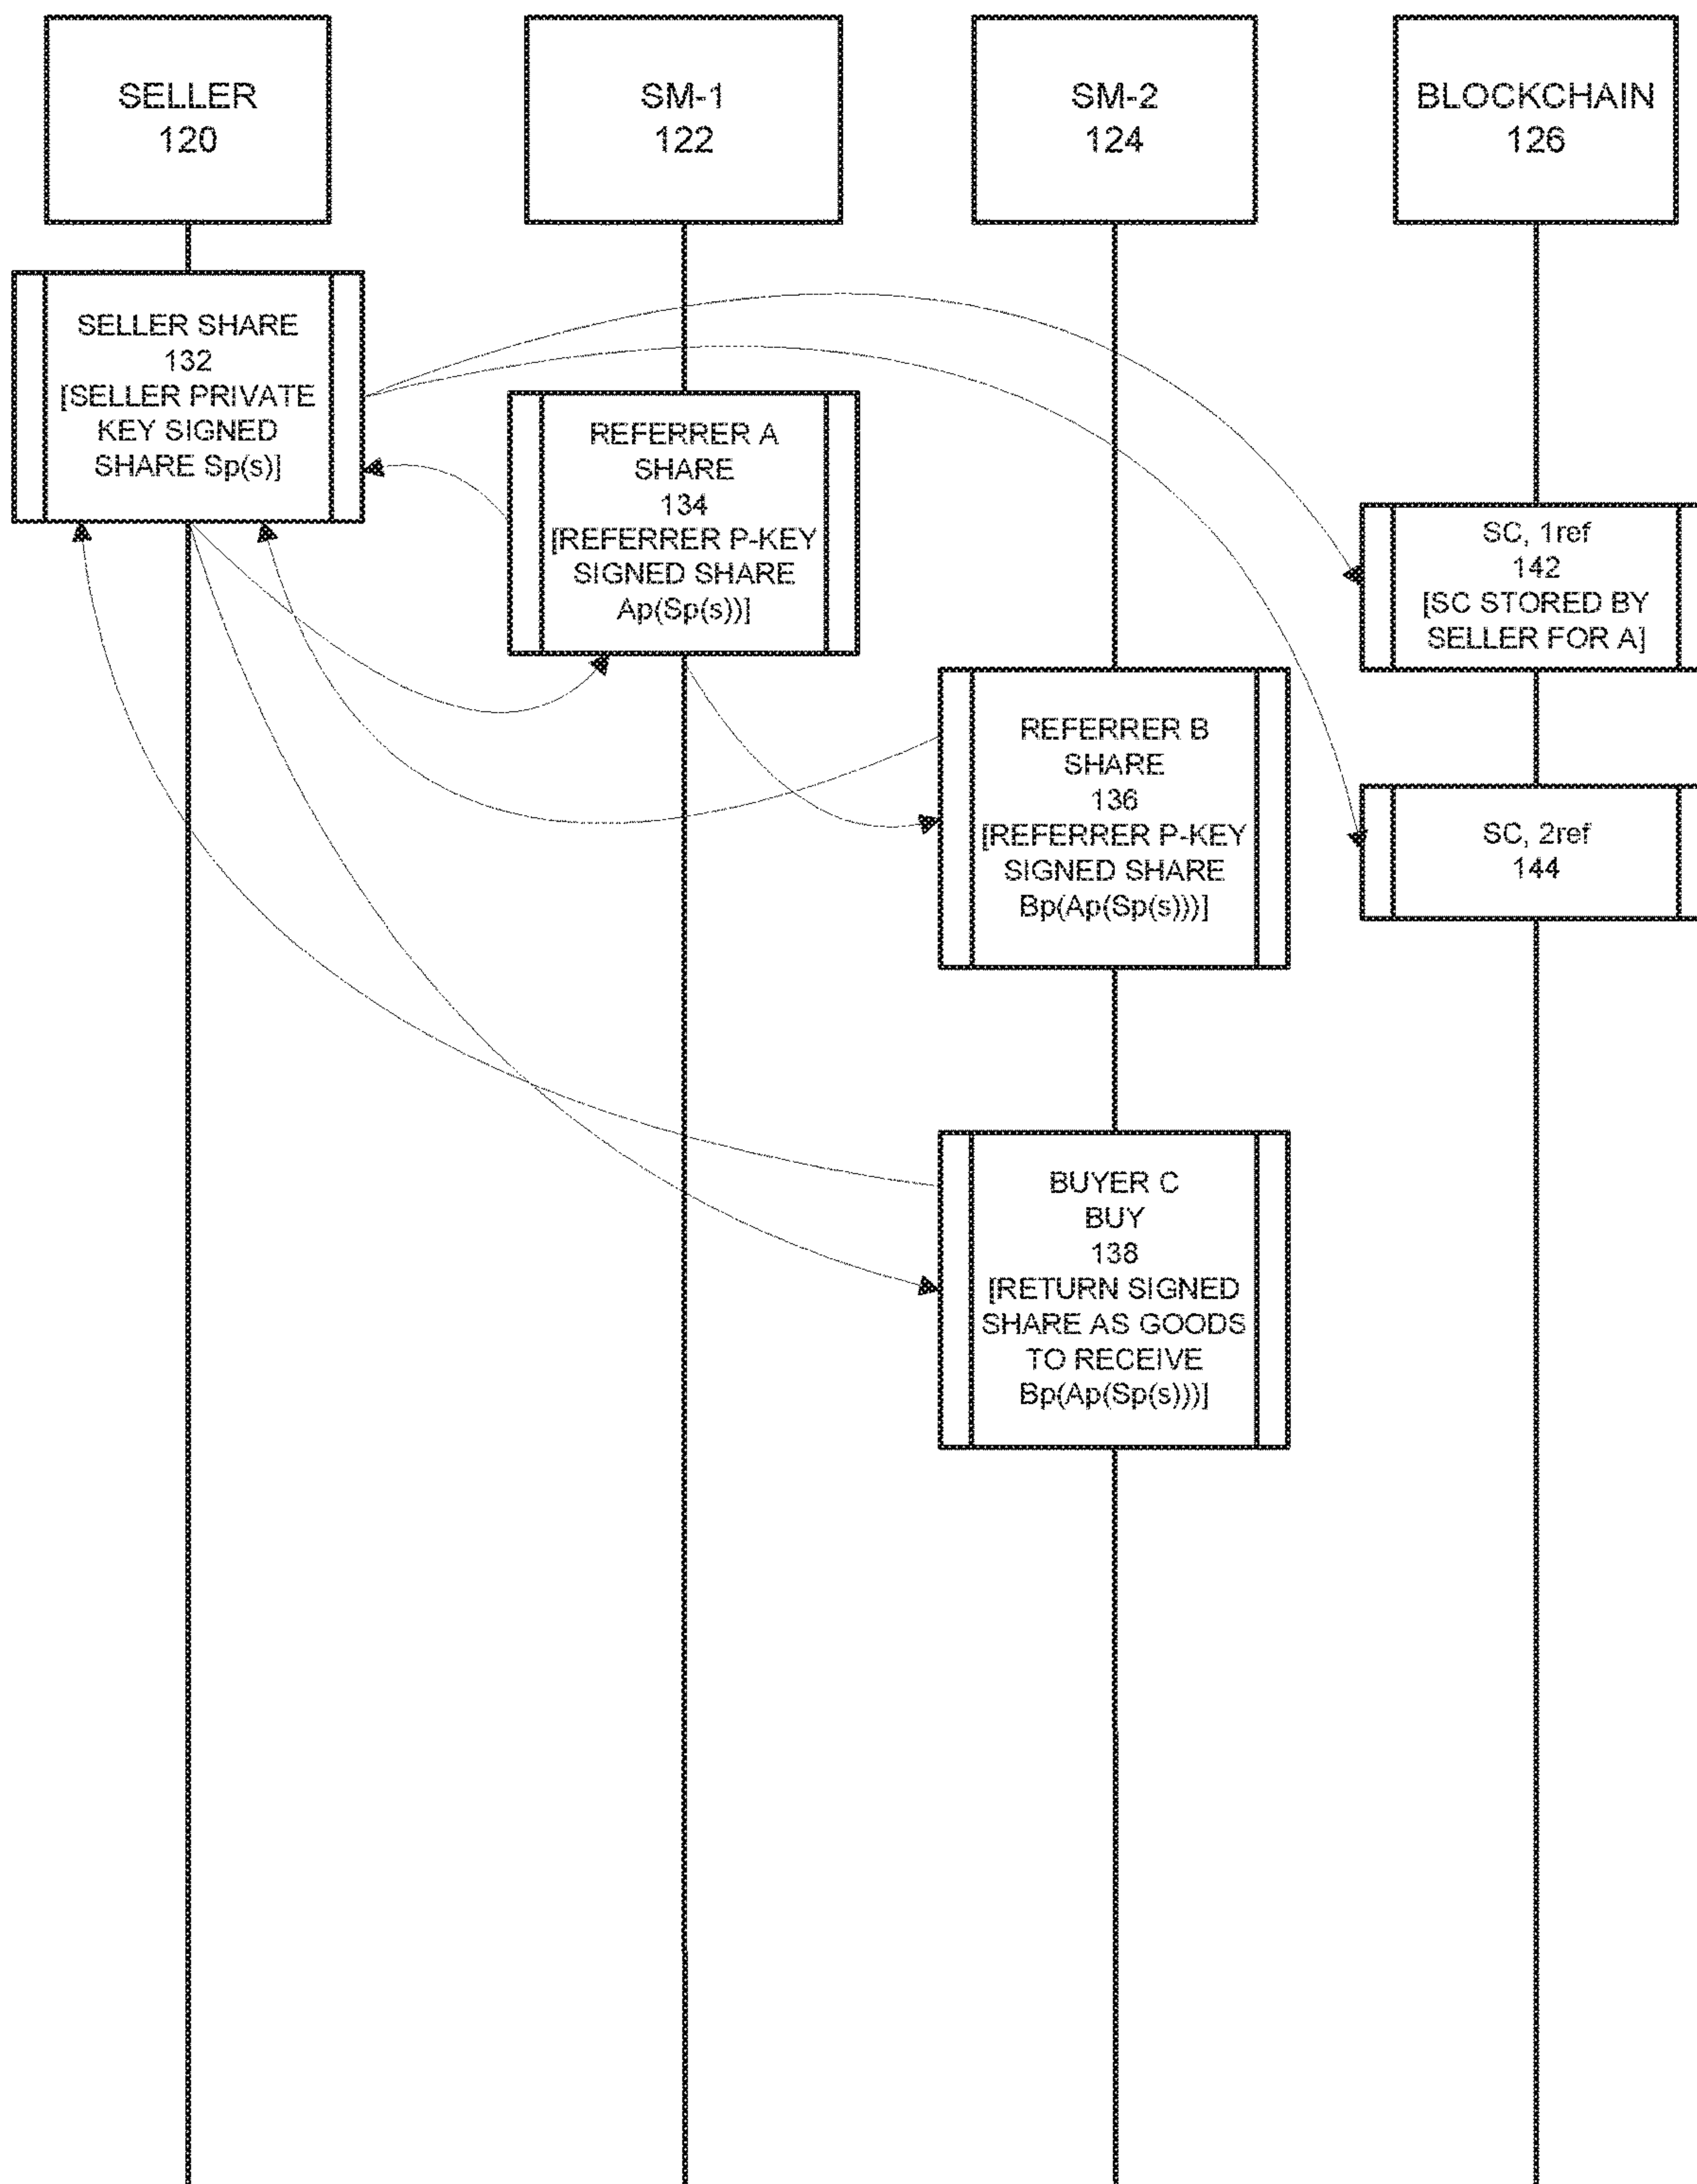 SELLER
120
SM-1
122
SM-2
124
BLOCKCHAIN
126
SELLER SHARE
132
[SELLER PRIVATE
KEY SIGNED
SHARE Sp(s)]
REFERRER A
SHARE
134
[REFERRER P-KEY
SIGNED SHARE
Ap(Sp(s))]
SC, 1ref
142
[SC STORED BY
SELLER FOR A]
REFERRER B
SHARE
136
[REFERRER P-KEY
SIGNED SHARE
Bp(Ap(Sp(s)))]
SC, 2ref
144
BUYER C
BUY
138
[RETURN SIGNED
SHARE AS GOODS
TO RECEIVE
Bp(Ap(Sp(s)))]